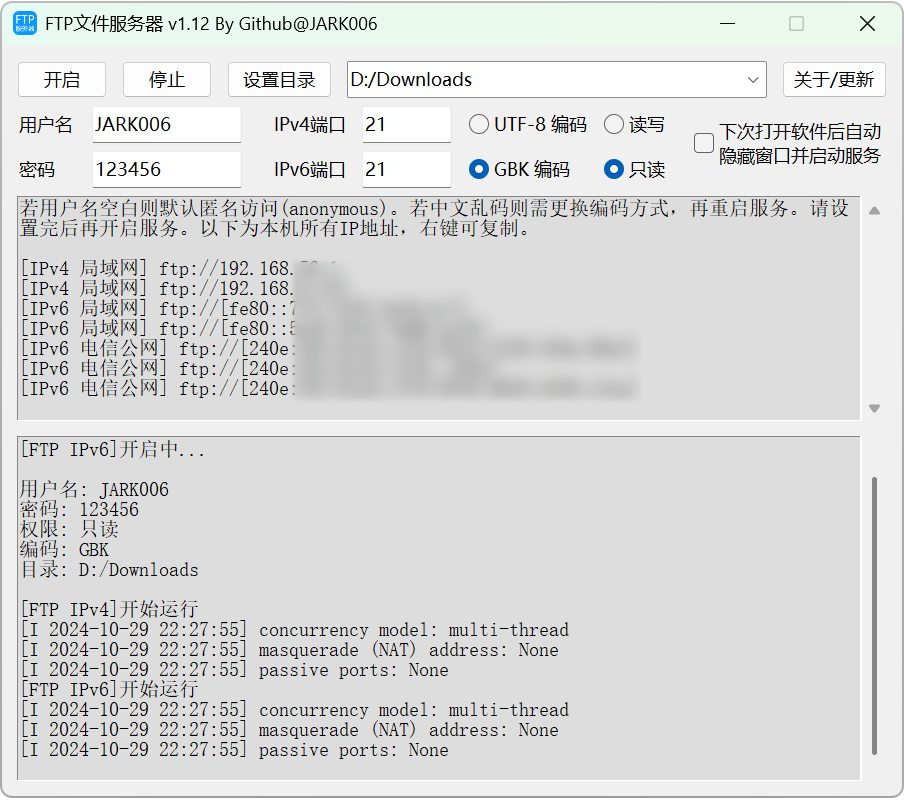 FTP 服务器
FTP文件服务器 v1.12 By Github@JARK006
开启 停止 设置目录 D:/Downloads 关于/更新
用户名 JARK006 IPv4端口 21 UTF-8 编码 读写
密码 123456 IPv6端口 21 GBK 编码 只读
下次打开软件后自动
隐藏窗口并启动服务
若用户名空白则默认匿名访问(anonymous)。若中文乱码则需更换编码方式，再重启服务。请设
置完后再开启服务。以下为本机所有IP地址，右键可复制。
[IPv4 局域网] ftp://192.168.
[IPv4 局域网] ftp://192.168.
[IPv6 局域网] ftp://[fe80::7
[IPv6 局域网] ftp://[fe80::5
[IPv6 电信公网] ftp://[240e:
[IPv6 电信公网] ftp://[240e:
[IPv6 电信公网] ftp://[240e:
[FTP IPv6]开启中...
用户名: JARK006
密码: 123456
权限: 只读
编码: GBK
目录: D:/Downloads
[FTP IPv4]开始运行
[I 2024-10-29 22:27:55] concurrency model: multi-thread
[I 2024-10-29 22:27:55] masquerade (NAT) address: None
[I 2024-10-29 22:27:55] passive ports: None
[FTP IPv6]开始运行
[I 2024-10-29 22:27:55] concurrency model: multi-thread
[I 2024-10-29 22:27:55] masquerade (NAT) address: None
[I 2024-10-29 22:27:55] passive ports: None